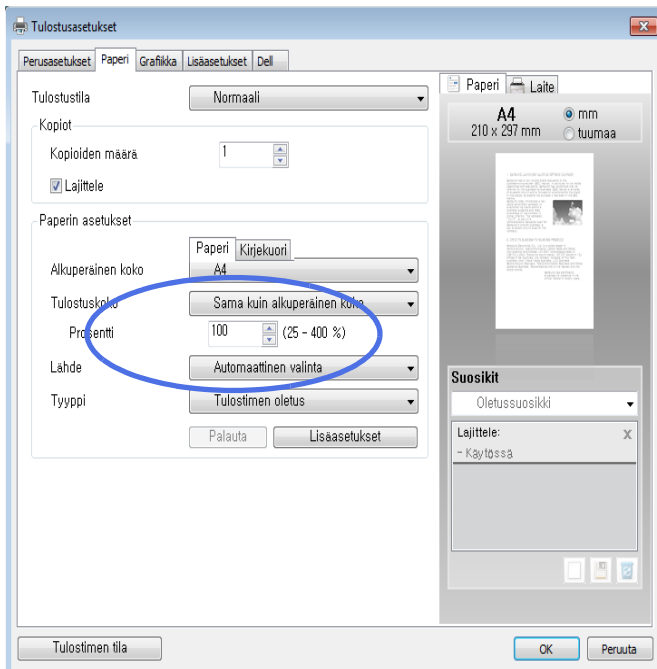 Tulostusasetukset
Perusasetukset Paperi Grafiikka Lisäasetukset Dell
Tulostustila Normaali
Kopiot
Kopioiden määrä 1
Lajittele
Paperin asetukset
Paperi Kirjekuori
Alkuperäinen koko A4
Tulostuskoko Sama kuin alkuperäinen koko
Prosentti 100 (25 - 400 %)
Lähde Automaattinen valinta
Tyyppi Tulostimen oletus
Palauta Lisäasetukset
Paperi Laite
A4
210 x 297 mm
mm
tuumaa
Suosikit
Oletussuosikki
Lajittele: X
- Käytössä
Tulostimen tila OK Peruuta